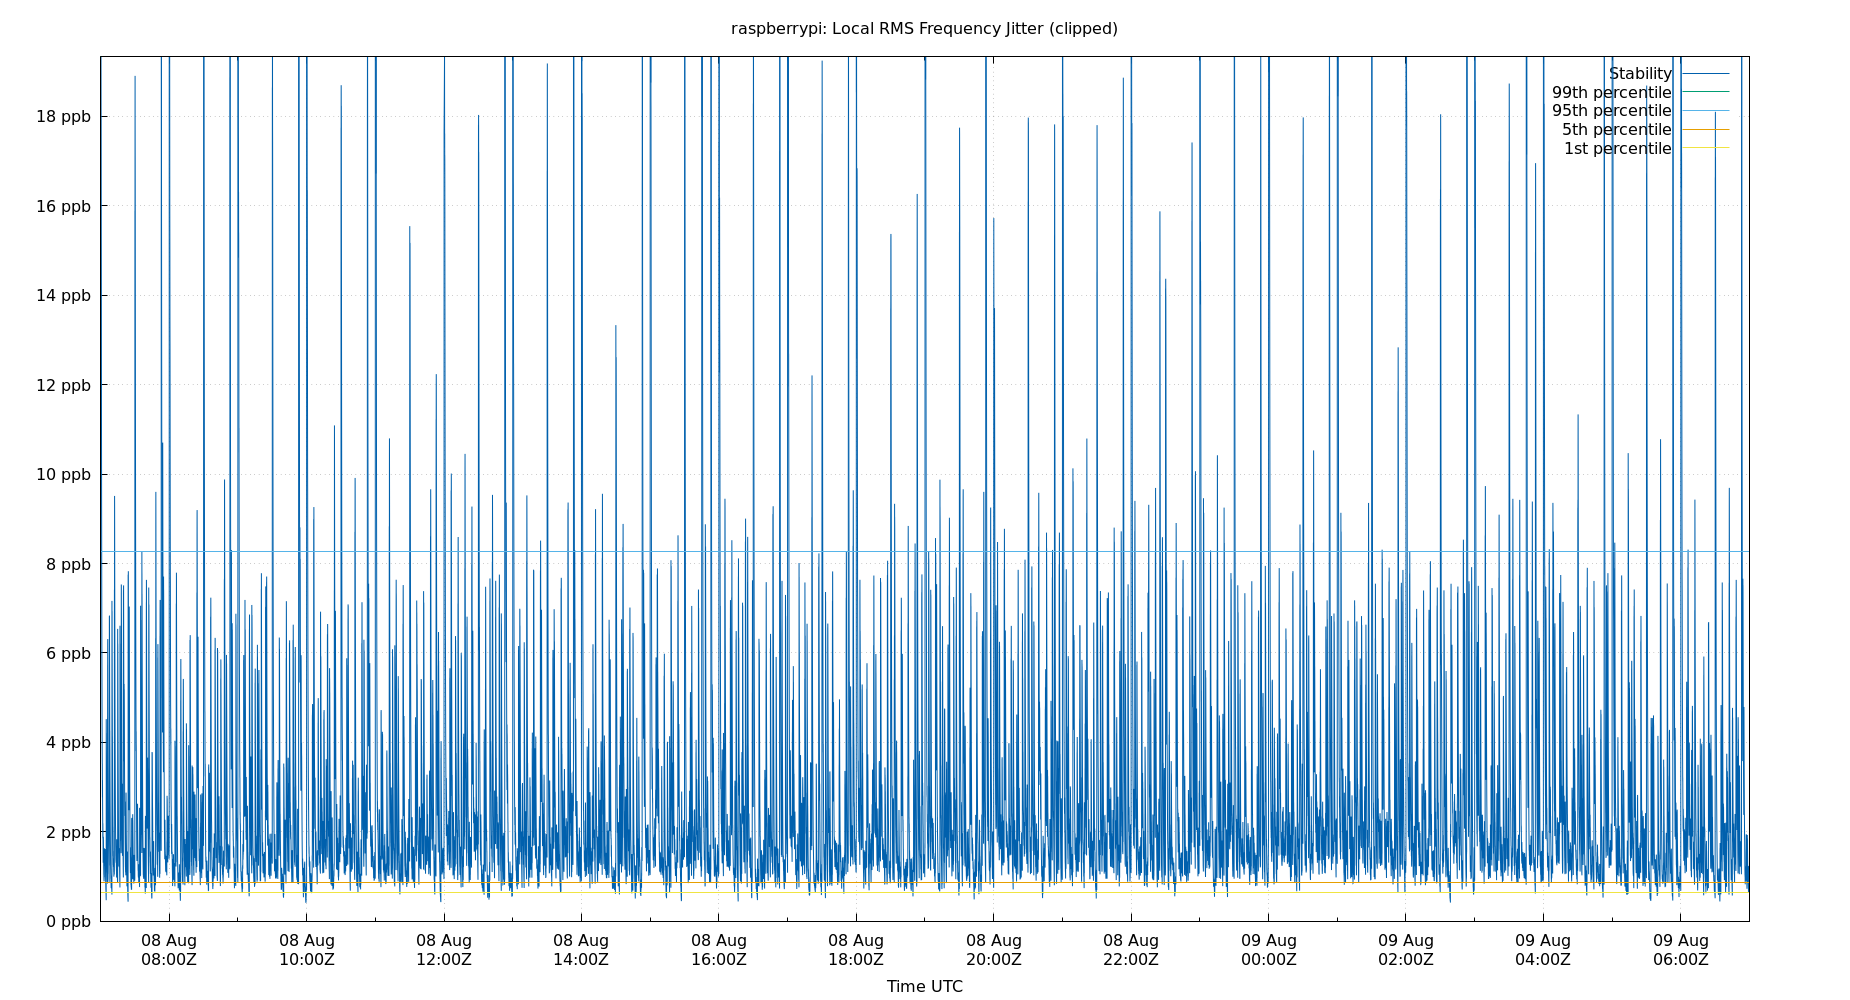 raspberrypi: Local RMS Frequency Jitter (clipped)
Stability
99th percentile
95th percentile
5th percentile
1st percentile
18 ppb
16 ppb
14 ppb
12 ppb
10 ppb
8 ppb
6 ppb
4 ppb
2 ppb
0 ppb
08 Aug 08 Aug 08 Aug 08 Aug 08 Aug 08 Aug 08 Aug 08 Aug 09 Aug 09 Aug 09 Aug 09 Aug
08:00Z 10:00Z 12:00Z 14:00Z 16:00Z 18:00Z 20:00Z 22:00Z 00:00Z 02:00Z 04:00Z 06:00Z
Time UTC